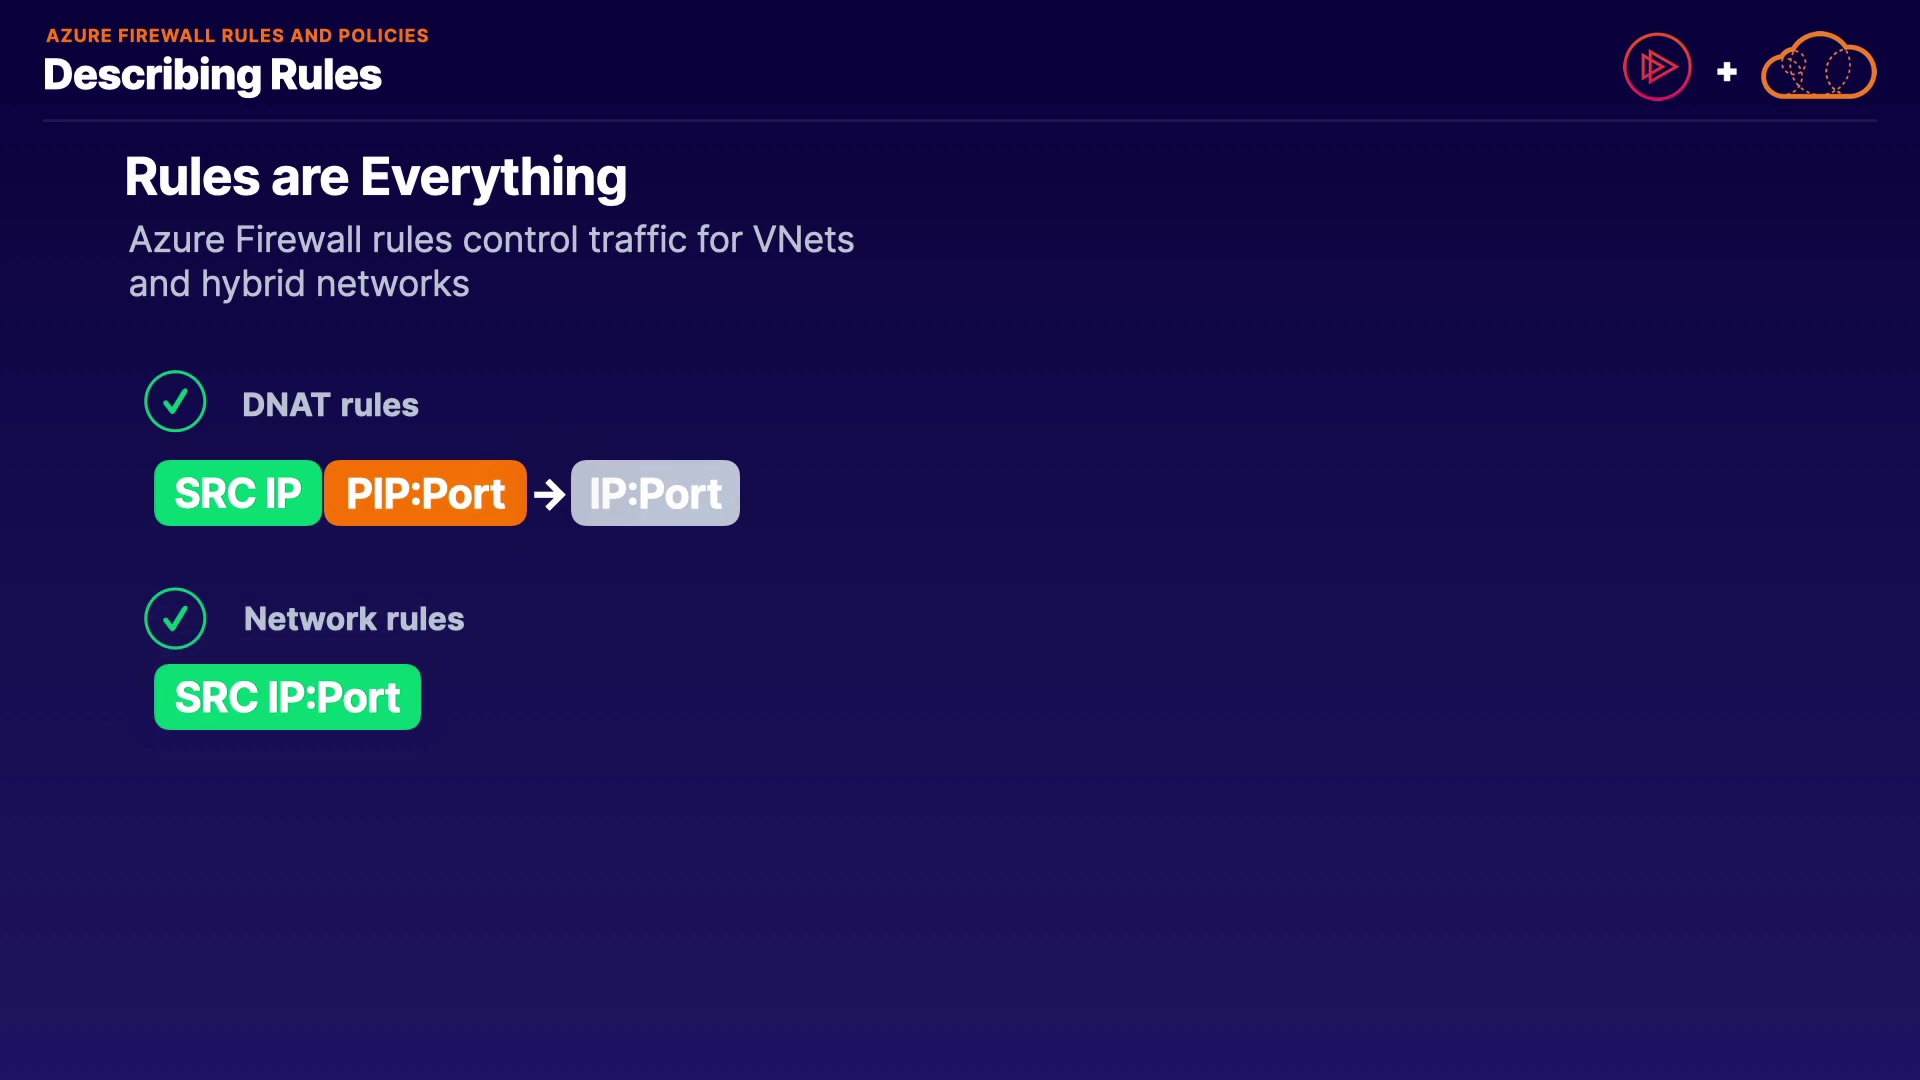 AZURE FIREWALL RULES AND POLICIES
Describing Rules
Rules are Everything
Azure Firewall rules control traffic for VNets
and hybrid networks
DNAT rules
SRC IP PIP:Port → IP:Port
Network rules
SRC IP:Port